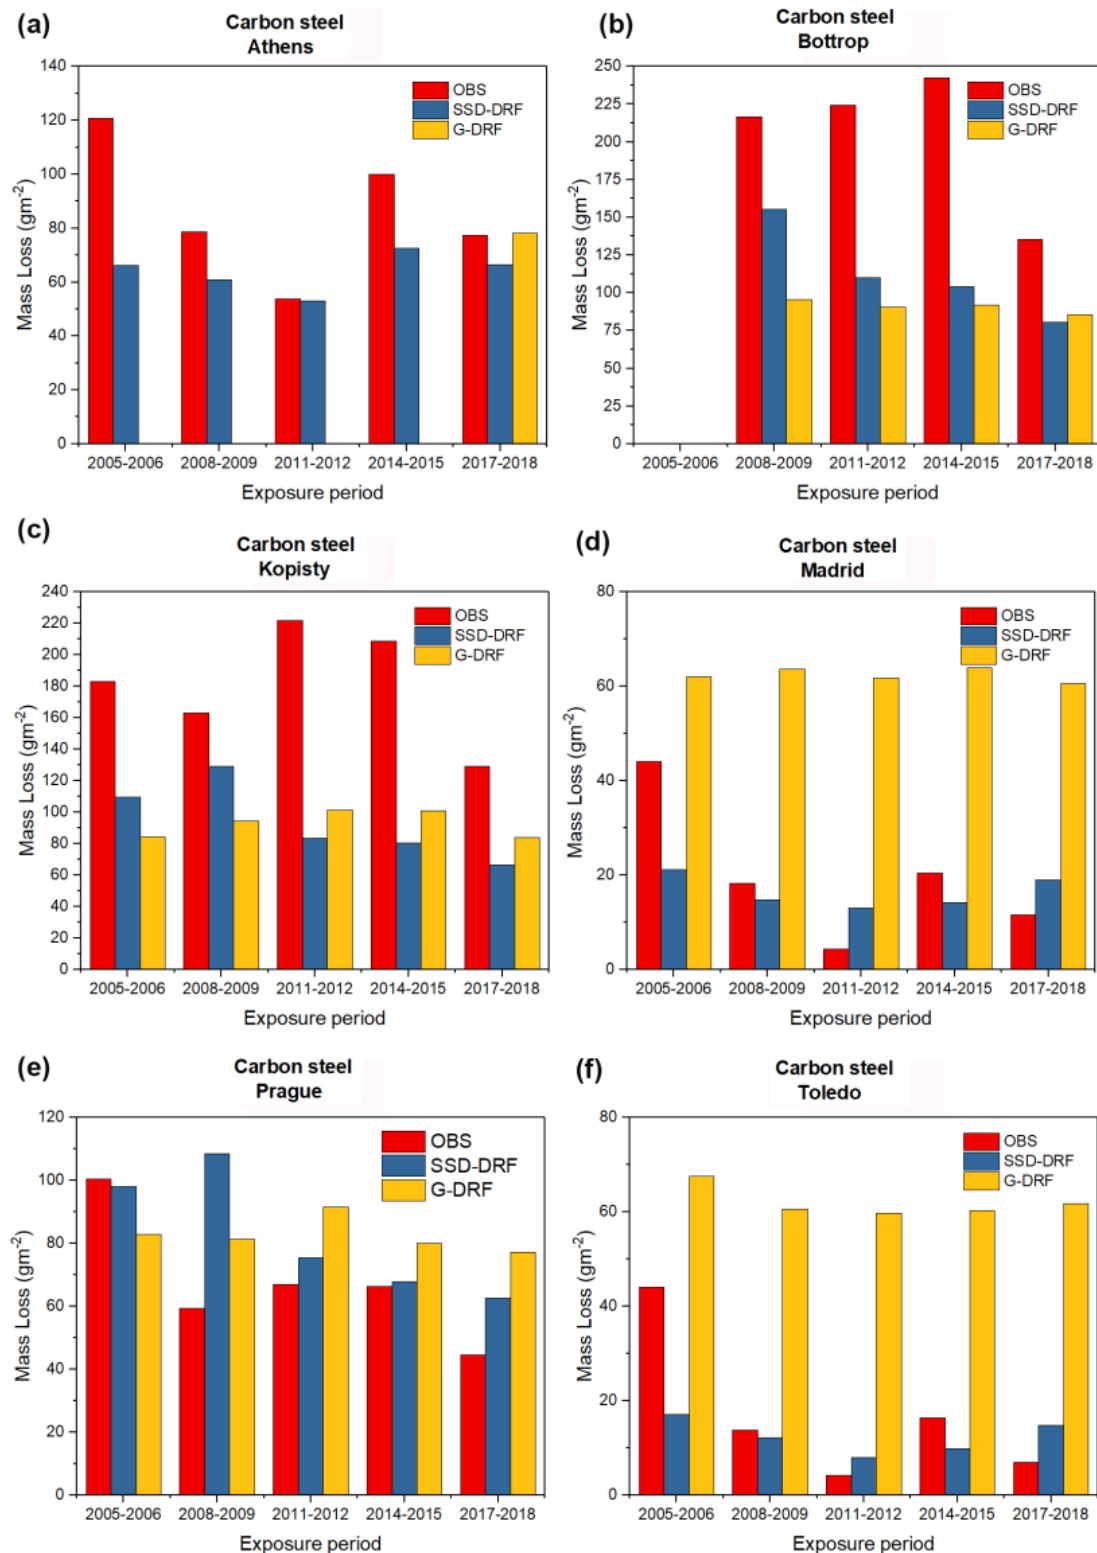 (a)
Carbon steel
Athens
140
120
100
80
60
40
20
0
Mass Loss (gm⁻²)
OBS
SSD-DRF
G-DRF
2005-2006 2008-2009 2011-2012 2014-2015 2017-2018
Exposure period
(b)
Carbon steel
Bottrop
250
225
200
175
150
125
100
75
50
25
0
Mass Loss (gm⁻²)
OBS
SSD-DRF
G-DRF
2005-2006 2008-2009 2011-2012 2014-2015 2017-2018
Exposure period
(c)
Carbon steel
Kopisty
240
220
200
180
160
140
120
100
80
60
40
20
0
Mass Loss (gm⁻²)
OBS
SSD-DRF
G-DRF
2005-2006 2008-2009 2011-2012 2014-2015 2017-2018
Exposure period
(d)
Carbon steel
Madrid
80
60
40
20
0
Mass Loss (gm⁻²)
OBS
SSD-DRF
G-DRF
2005-2006 2008-2009 2011-2012 2014-2015 2017-2018
Exposure period
(e)
Carbon steel
Prague
120
100
80
60
40
20
0
Mass Loss (gm⁻²)
OBS
SSD-DRF
G-DRF
2005-2006 2008-2009 2011-2012 2014-2015 2017-2018
Exposure period
(f)
Carbon steel
Toledo
80
60
40
20
0
Mass Loss (gm⁻²)
OBS
SSD-DRF
G-DRF
2005-2006 2008-2009 2011-2012 2014-2015 2017-2018
Exposure period